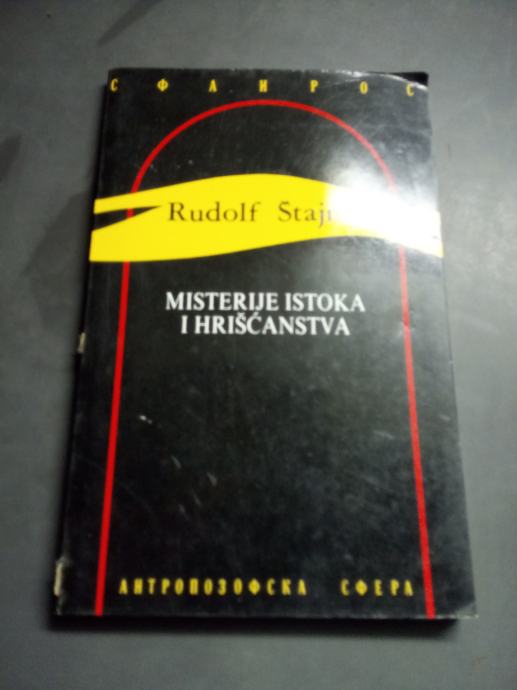 СФАИРОС
Rudolf
MISTERIJE ISTOKA
I HRIŠĆANSTVA
АНТРОПОЗОФСКА СФЕРА